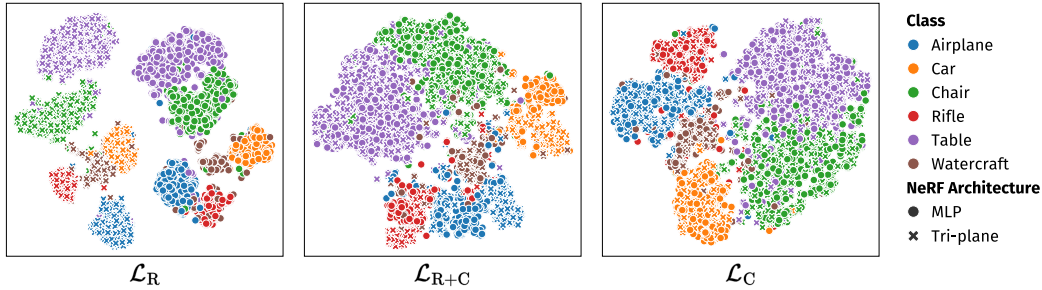 Class
Airplane
Car
Chair
Rifle
Table
Watercraft
NeRF Architecture
MLP
Tri-plane
ℒR
ℒR+C
ℒC